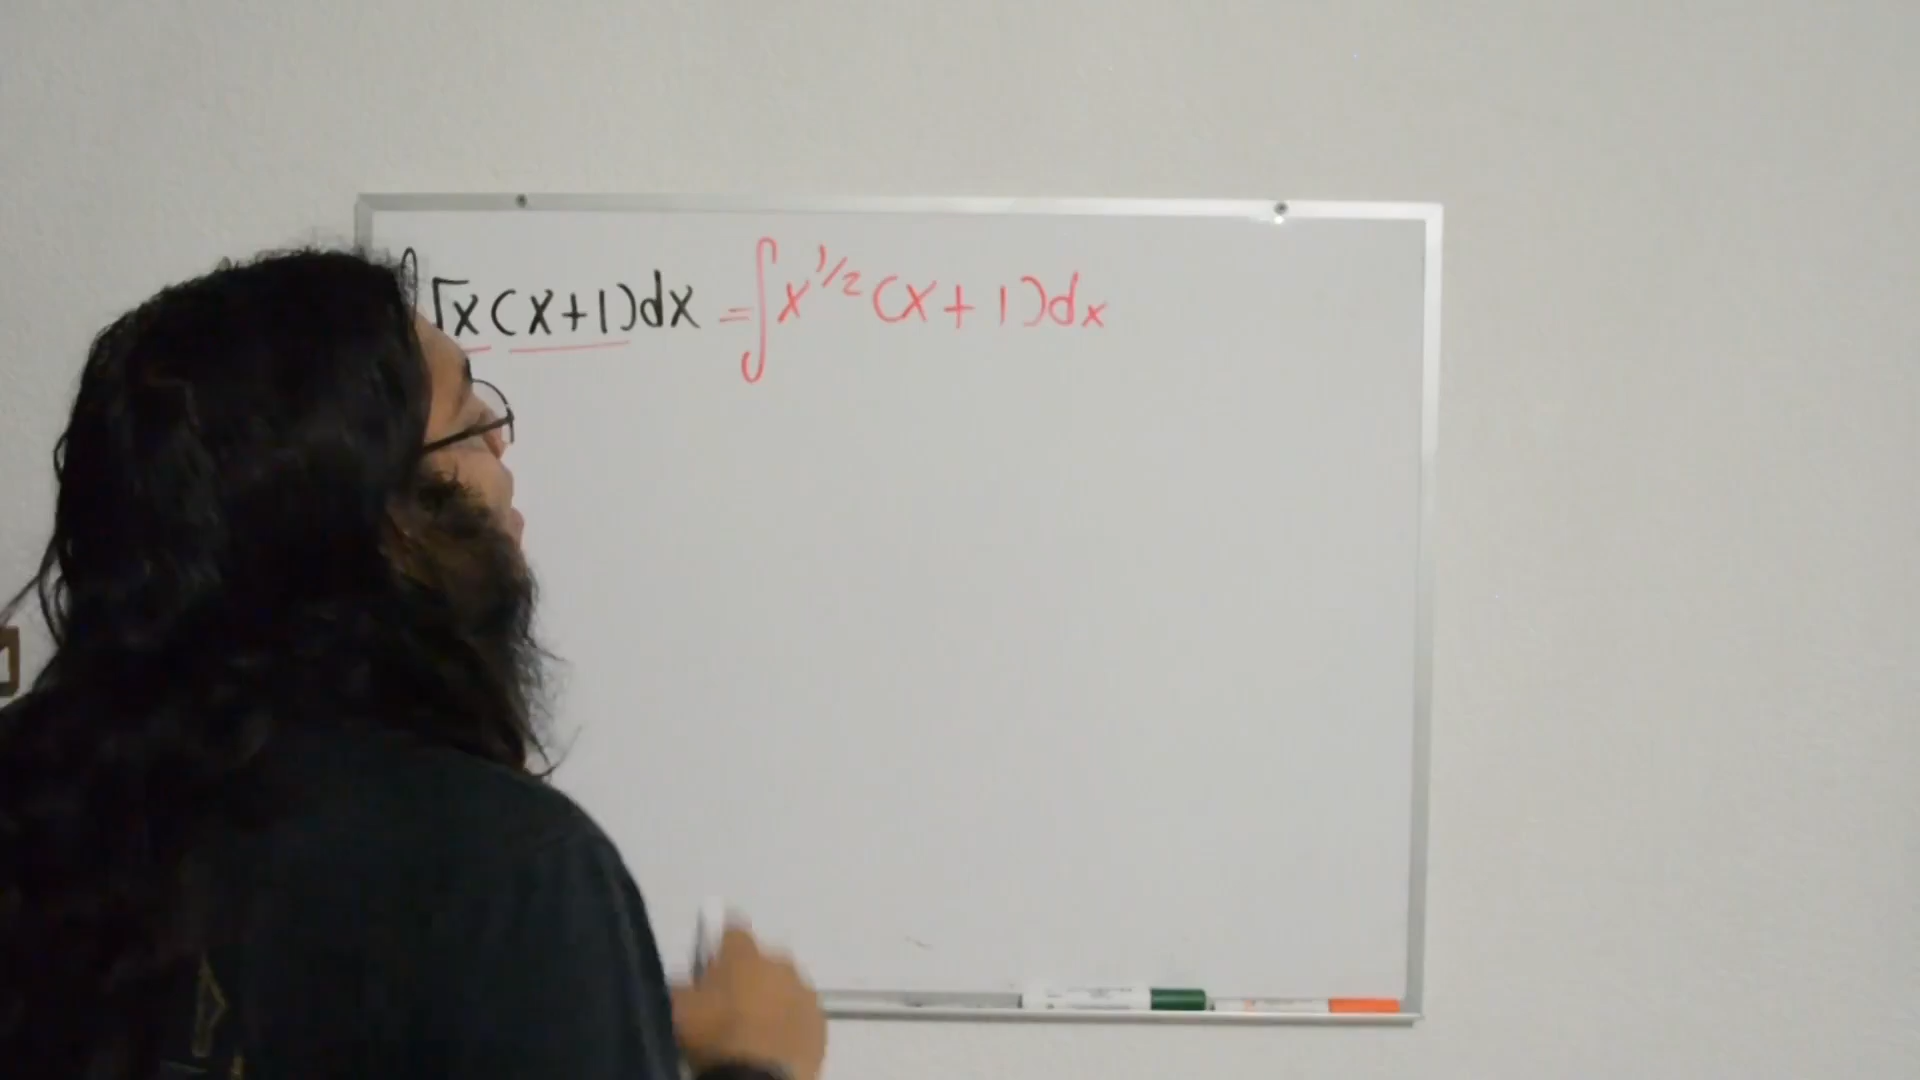 ∫√x(x+1)dx = ∫x^1/2(x+1)dx